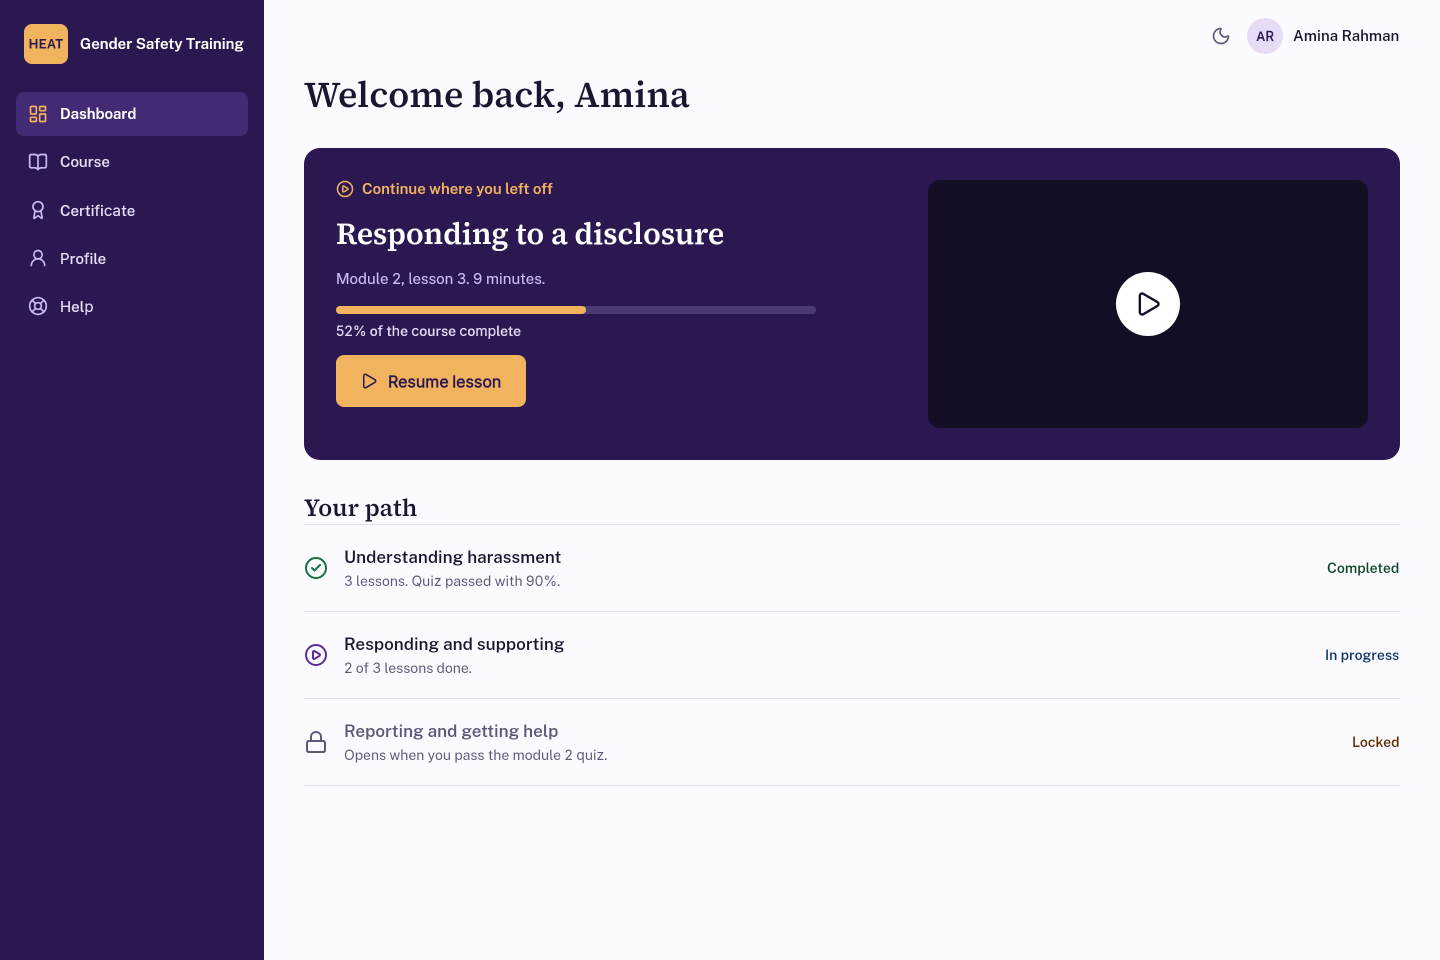 HEAT
Gender Safety Training
Dashboard
Course
Certificate
Profile
Help
AR
Amina Rahman
Welcome back, Amina
Continue where you left off
Responding to a disclosure
Module 2, lesson 3. 9 minutes.
52% of the course complete
Resume lesson
Your path
Understanding harassment
3 lessons. Quiz passed with 90%.
Completed
Responding and supporting
2 of 3 lessons done.
In progress
Reporting and getting help
Opens when you pass the module 2 quiz.
Locked